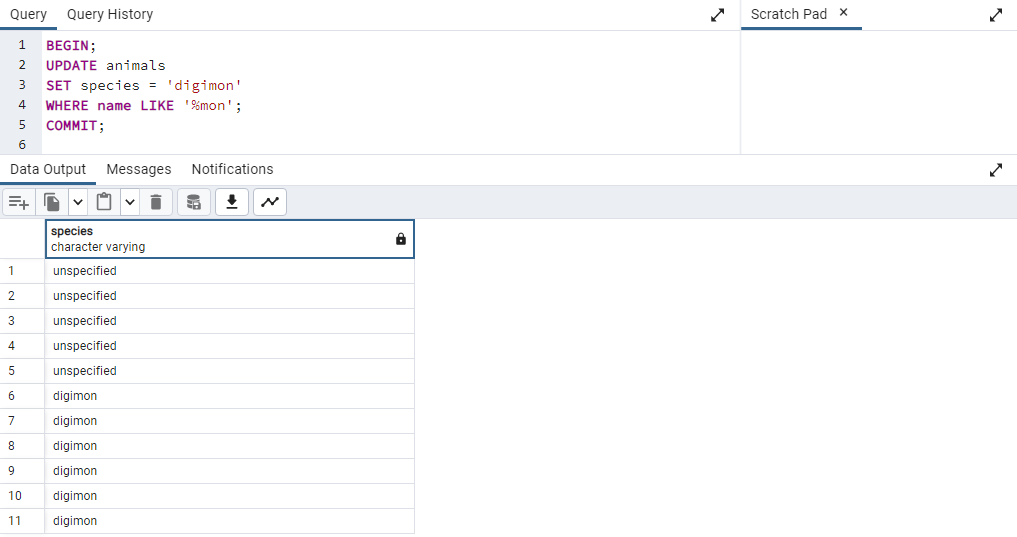 Query Query History Scratch Pad ×
1 BEGIN;
2 UPDATE animals
3 SET species = 'digimon'
4 WHERE name LIKE '%mon';
5 COMMIT;
6
Data Output Messages Notifications
species
character varying
1 unspecified
2 unspecified
3 unspecified
4 unspecified
5 unspecified
6 digimon
7 digimon
8 digimon
9 digimon
10 digimon
11 digimon